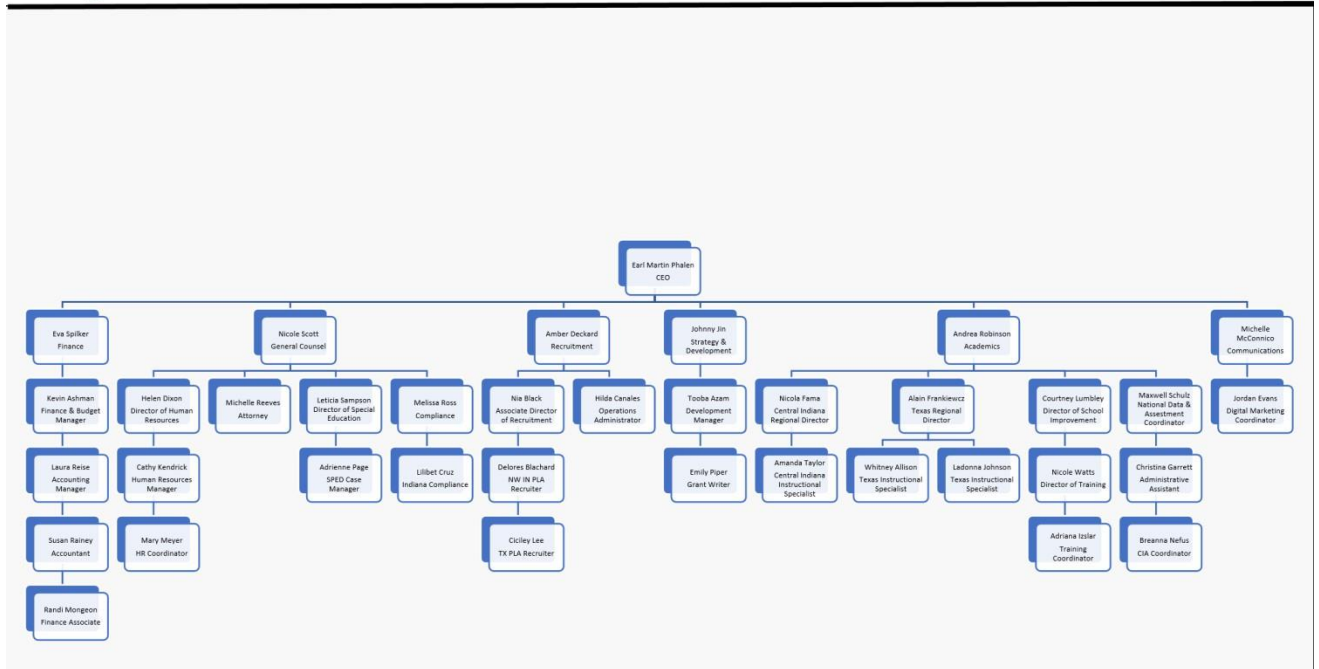 Earl Martin Phalen
CEO
Eva Spilker
Finance
Nicole Scott
General Counsel
Amber Deckard
Recruitment
Johnny Jin
Strategy &
Development
Andrea Robinson
Academics
Michelle
McConnico
Communications
Kevin Ashman
Finance & Budget
Manager
Helen Dixon
Director of Human
Resources
Michelle Reeves
Attorney
Leticia Sampson
Director of Special
Education
Melissa Ross
Compliance
Nia Black
Associate Director
of Recruitment
Hilda Canales
Operations
Administrator
Tooba Azam
Development
Manager
Nicola Fama
Central Indiana
Regional Director
Alain Frankiewcz
Texas Regional
Director
Courtney Lumbley
Director of School
Improvement
Maxwell Schulz
National Data &
Assestment
Coordinator
Jordan Evans
Digital Marketing
Coordinator
Laura Reise
Accounting
Manager
Cathy Kendrick
Human Resources
Manager
Adrienne Page
SPED Case
Manager
Lilibet Cruz
Indiana Compliance
Delores Blachard
NW IN PLA
Recruiter
Emily Piper
Grant Writer
Amanda Taylor
Central Indiana
Instructional
Specialist
Whitney Allison
Texas Instructional
Specialist
Ladonna Johnson
Texas Instructional
Specialist
Nicole Watts
Director of Training
Christina Garrett
Administrative
Assistant
Susan Rainey
Accountant
Mary Meyer
HR Coordinator
Ciciley Lee
TX PLA Recruiter
Adriana Izslar
Training
Coordinator
Breanna Nefus
CIA Coordinator
Randi Mongeon
Finance Associate